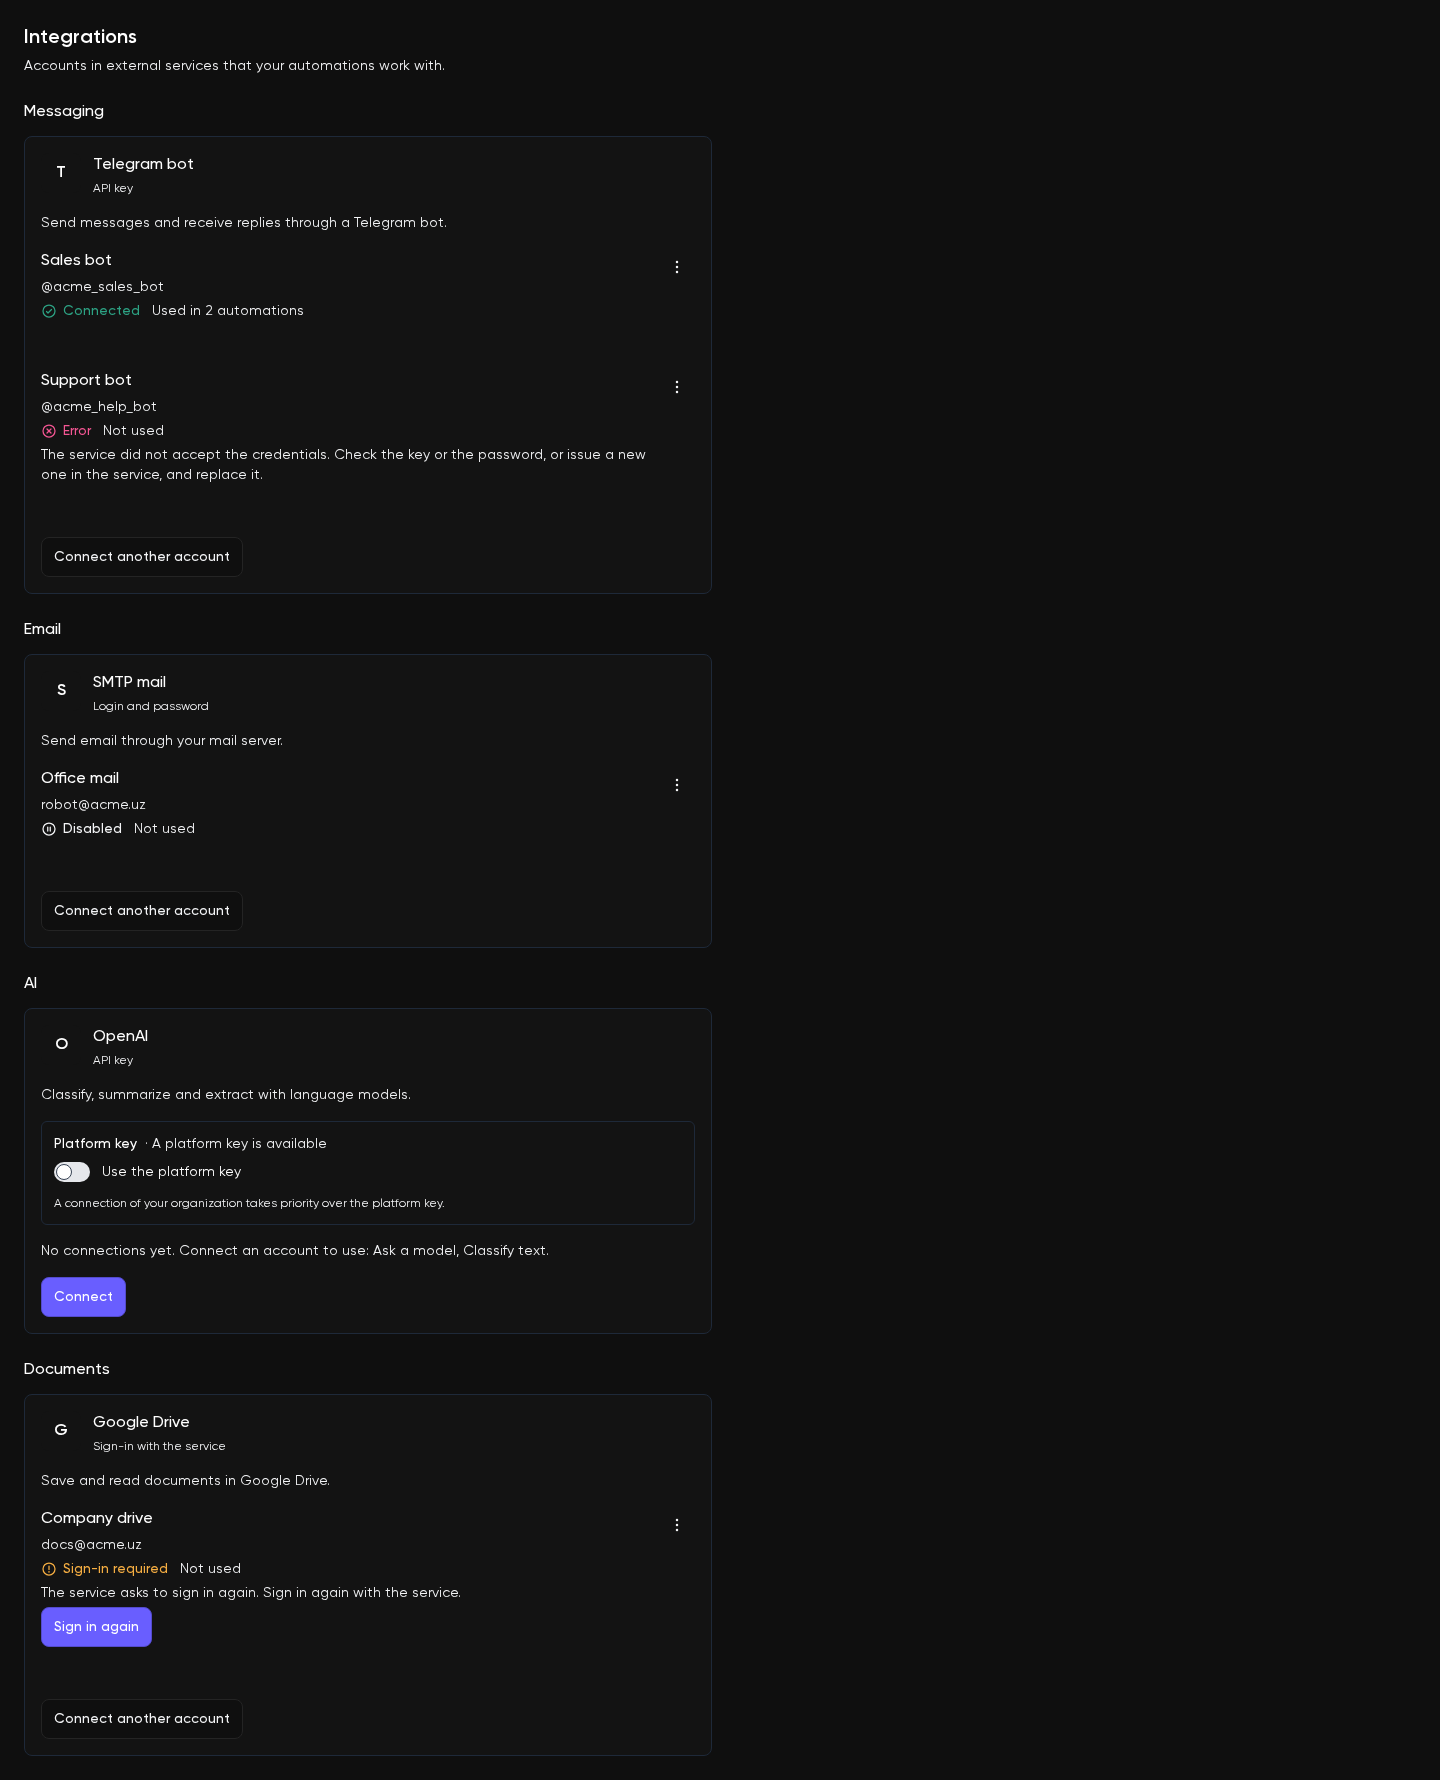 Integrations
Accounts in external services that your automations work with.
Messaging
T
Telegram bot
API key
Send messages and receive replies through a Telegram bot.
Sales bot
@acme_sales_bot
Connected Used in 2 automations
Support bot
@acme_help_bot
Error Not used
The service did not accept the credentials. Check the key or the password, or issue a new
one in the service, and replace it.
Connect another account
Email
S
SMTP mail
Login and password
Send email through your mail server.
Office mail
robot@acme.uz
Disabled Not used
Connect another account
AI
O
OpenAI
API key
Classify, summarize and extract with language models.
Platform key · A platform key is available
Use the platform key
A connection of your organization takes priority over the platform key.
No connections yet. Connect an account to use: Ask a model, Classify text.
Connect
Documents
G
Google Drive
Sign-in with the service
Save and read documents in Google Drive.
Company drive
docs@acme.uz
Sign-in required Not used
The service asks to sign in again. Sign in again with the service.
Sign in again
Connect another account